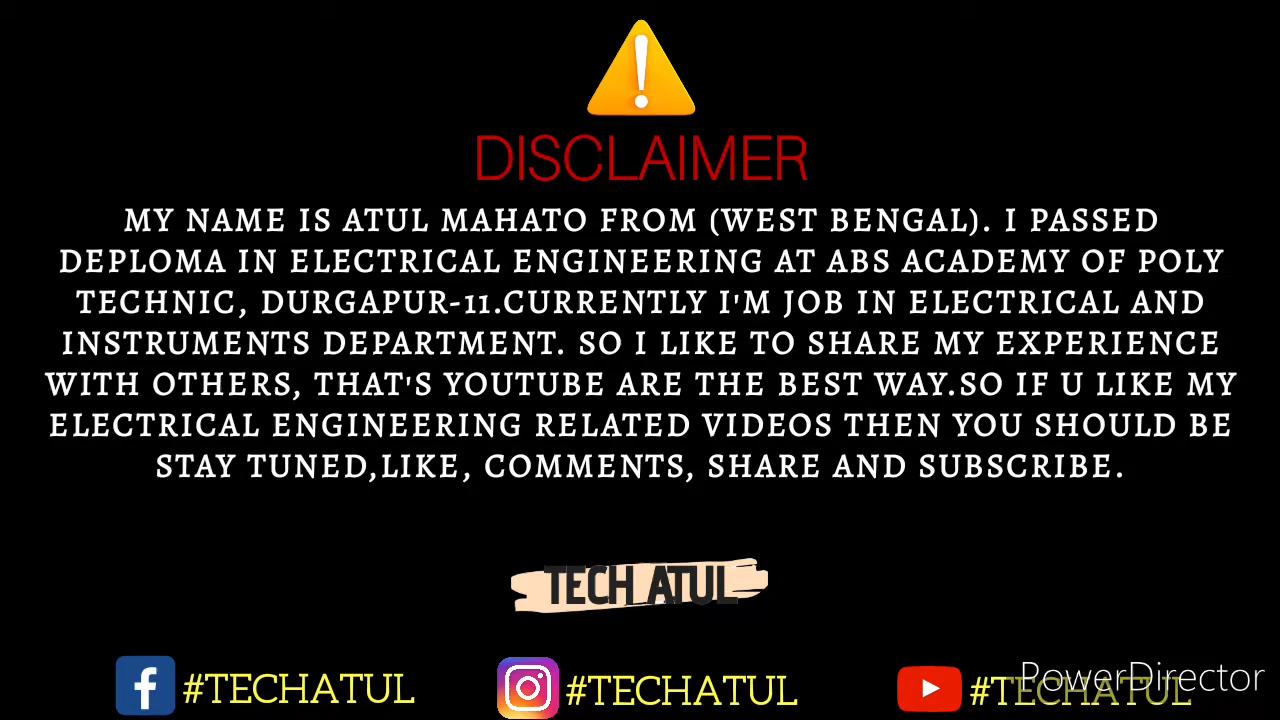 DISCLAIMER
MY NAME IS ATUL MAHATO FROM (WEST BENGAL). I PASSED
DEPLOMA IN ELECTRICAL ENGINEERING AT ABS ACADEMY OF POLY
TECHNIC, DURGAPUR-11.CURRENTLY I'M JOB IN ELECTRICAL AND
INSTRUMENTS DEPARTMENT. SO I LIKE TO SHARE MY EXPERIENCE
WITH OTHERS, THAT'S YOUTUBE ARE THE BEST WAY.SO IF U LIKE MY
ELECTRICAL ENGINEERING RELATED VIDEOS THEN YOU SHOULD BE
STAY TUNED,LIKE, COMMENTS, SHARE AND SUBSCRIBE.
TECH ATUL
#TECHATUL #TECHATUL #TECHATUL
PowerDirector